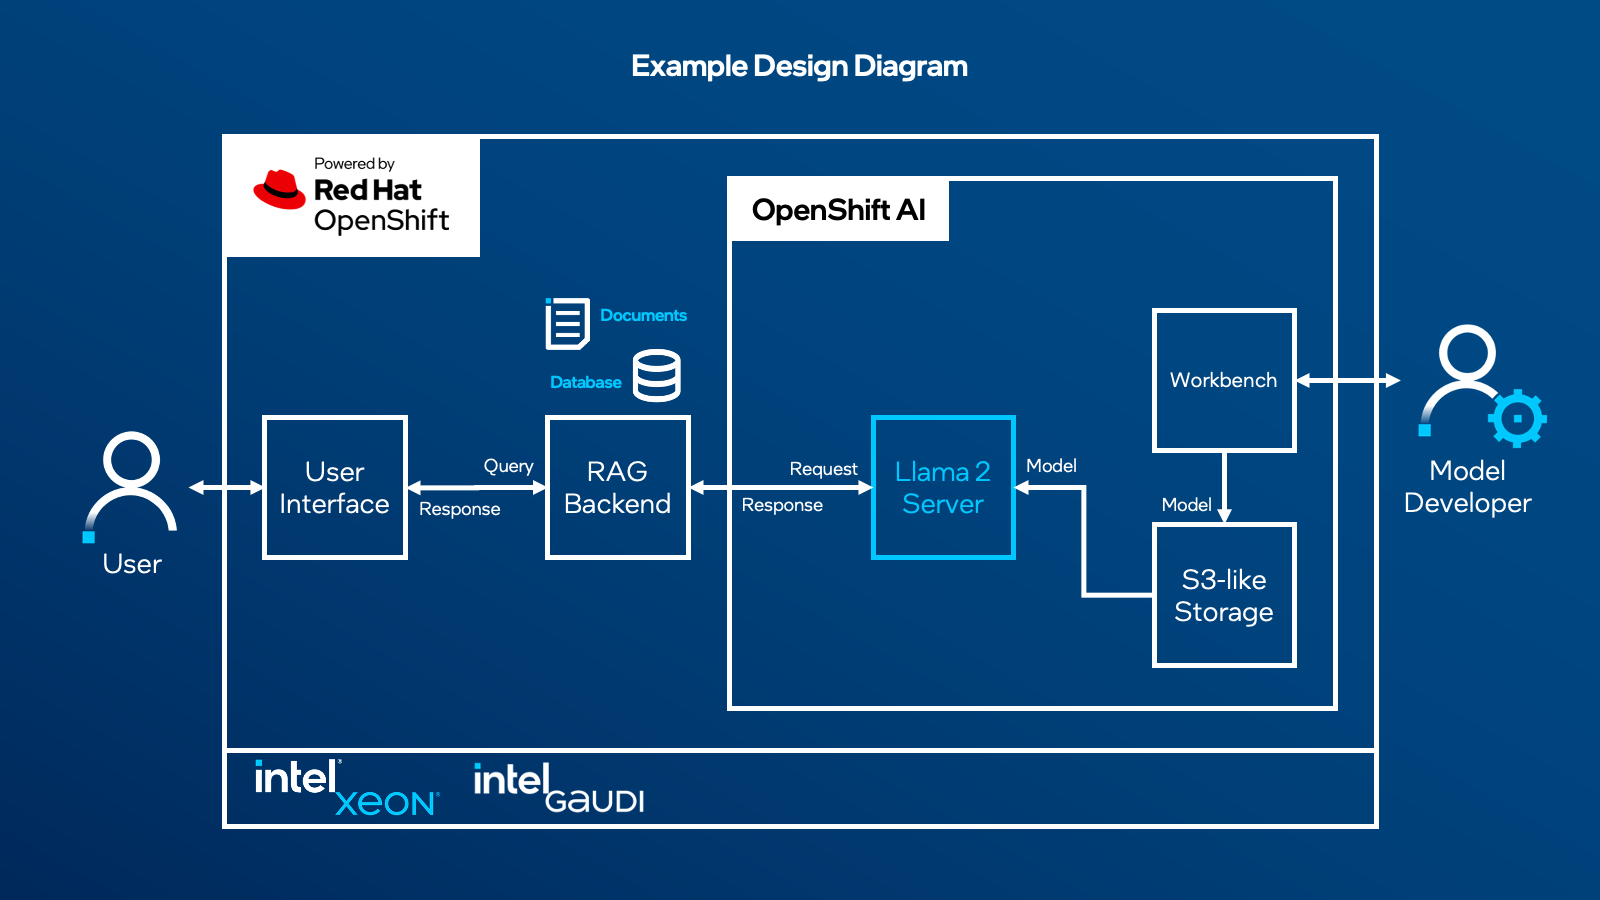 Example Design Diagram
Powered by
Red Hat
OpenShift
OpenShift AI
Documents
Database
User
Interface
Query
Response
RAG
Backend
Request
Response
Llama 2
Server
Model
Workbench
Model
S3-like
Storage
User
Model
Developer
intel®
xeon®
intel
GAUDI